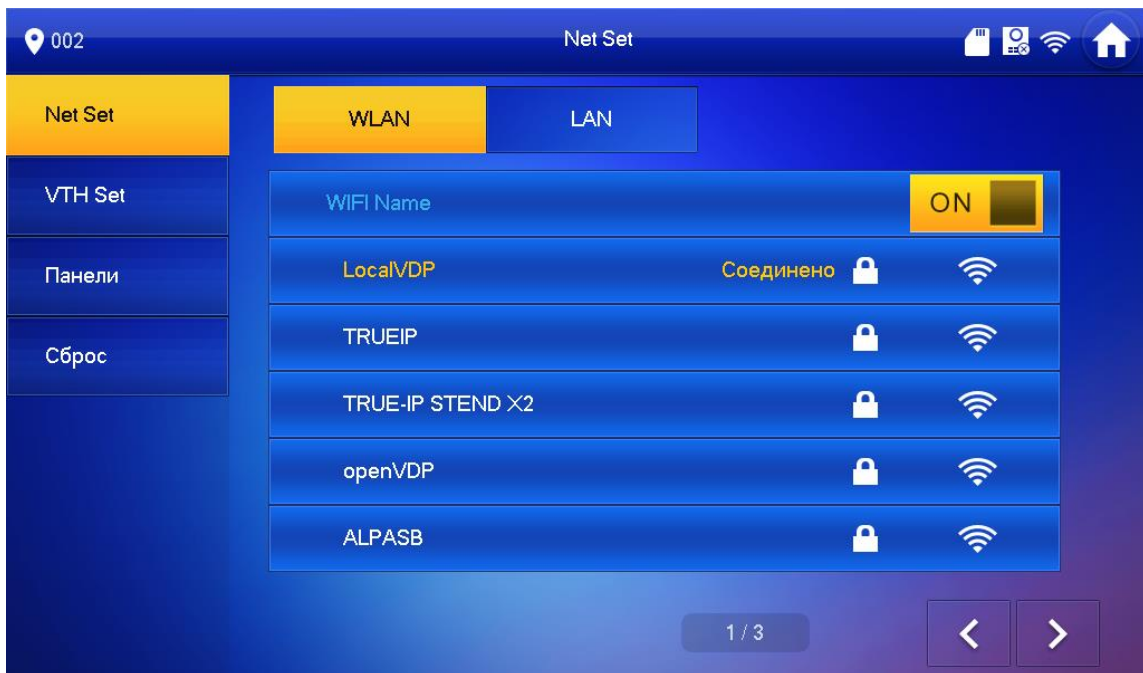 002
Net Set
Net Set
VTH Set
Панели
Сброс
WLAN
LAN
WIFI Name
ON
LocalVDP
Соединено
TRUEIP
TRUE-IP STEND X2
openVDP
ALPASB
1 / 3